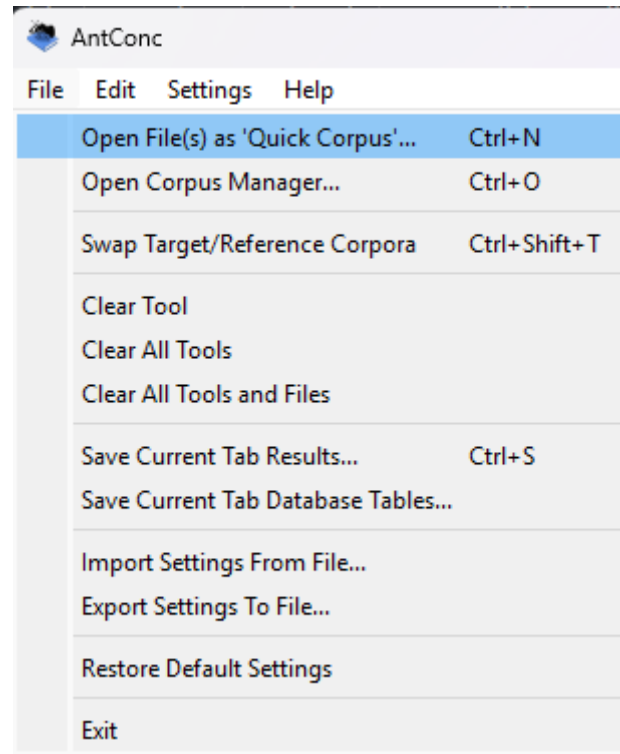 AntConc
File Edit Settings Help
Open File(s) as 'Quick Corpus'... Ctrl+N
Open Corpus Manager... Ctrl+O
Swap Target/Reference Corpora Ctrl+Shift+T
Clear Tool
Clear All Tools
Clear All Tools and Files
Save Current Tab Results... Ctrl+S
Save Current Tab Database Tables...
Import Settings From File...
Export Settings To File...
Restore Default Settings
Exit